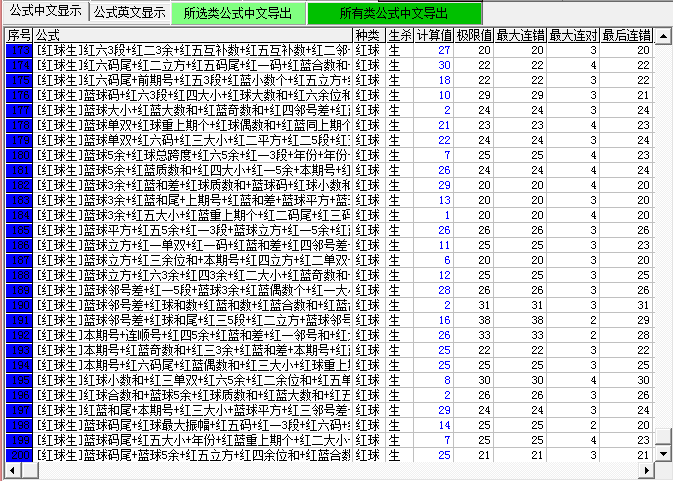 公式中文显示 公式英文显示 所选类公式中文导出 所有类公式中文导出
序号 公式 种类 生杀 计算值 极限值 最大连错 最大连对 最后连错
173 [红球生]红六3段+红二3余+红五互补数+红五互补数+红二邻 红球 生 27 20 20 3 20
174 [红球生]红六码尾+红二立方+红五码尾+红一码+红蓝合数和 红球 生 30 22 22 4 22
175 [红球生]红六码尾+前期号+红五3段+红蓝小数个+红五立方+ 红球 生 18 22 22 3 22
176 [红球生]蓝球码+红六3段+红四大小+红球大数和+红六余位和 红球 生 10 29 29 3 21
177 [红球生]蓝球大小+红蓝大数和+红蓝奇数和+红四邻号差+红 红球 生 2 24 24 3 24
178 [红球生]蓝球单双+红球重上期个+红球偶数和+红蓝同上期个 红球 生 21 23 23 4 23
179 [红球生]蓝球单双+红六码+红三大小+红二平方+红二5段+红 红球 生 22 24 24 3 24
180 [红球生]蓝球5余+红球总跨度+红六5余+红一3段+年份+年份 红球 生 7 25 25 4 23
181 [红球生]蓝球5余+红蓝质数和+红四大小+红一5余+本期号+ 红球 生 26 24 24 4 24
182 [红球生]蓝球3余+红蓝和差+红球质数和+蓝球码+红球小数和 红球 生 29 20 20 4 20
183 [红球生]蓝球3余+红蓝和尾+上期号+红蓝和差+蓝球平方+蓝 红球 生 13 20 20 3 20
184 [红球生]蓝球3余+红五大小+红蓝重上期个+红二码尾+红三码 红球 生 1 20 20 4 20
185 [红球生]蓝球平方+红五5余+红一3段+蓝球立方+红一5余+红 红球 生 26 26 26 3 26
186 [红球生]蓝球立方+红一单双+红一码+红蓝和差+红四邻号差 红球 生 11 25 25 3 23
187 [红球生]蓝球立方+红三余位和+本期号+红四立方+红二单双 红球 生 6 20 20 3 20
188 [红球生]蓝球立方+红六3余+红四3余+红二大小+红蓝奇数和 红球 生 12 25 25 3 25
189 [红球生]蓝球邻号差+红一5段+蓝球3余+红蓝偶数个+红一大 红球 生 28 26 26 3 26
190 [红球生]蓝球邻号差+红球和数+红蓝和数+红蓝合数和+红蓝 红球 生 2 31 31 3 31
191 [红球生]蓝球邻号差+红球和尾+红三5段+红二立方+蓝球邻号 红球 生 16 38 38 2 29
192 [红球生]本期号+连顺号+红四5余+红蓝和差+红一邻号和+红 红球 生 26 33 33 2 28
193 [红球生]本期号+红蓝奇数和+红三3余+红蓝和差+本期号+红 红球 生 25 22 22 3 22
194 [红球生]本期号+红六码尾+红蓝偶数和+红三大小+红球重上 红球 生 25 25 25 3 25
195 [红球生]红球小数和+红三单双+红六5余+红二余位和+红五单 红球 生 8 30 30 4 30
196 [红球生]红球合数和+蓝球5余+红球质数和+红蓝大数和+红五 红球 生 2 26 26 3 26
197 [红球生]红蓝和尾+本期号+红三大小+蓝球平方+红三邻号差 红球 生 29 24 24 3 24
198 [红球生]蓝球码尾+红球最大振幅+红五码+红一3段+红六码+ 红球 生 14 25 25 2 20
199 [红球生]蓝球码尾+红五大小+年份+红蓝重上期个+红二大小 红球 生 7 25 25 4 23
200 [红球生]蓝球码尾+蓝球5余+红五立方+红四余位和+红蓝合数 红球 生 25 21 21 3 21